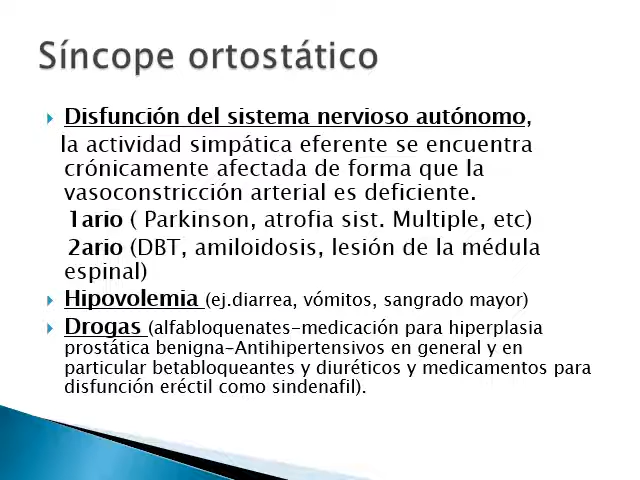 Síncope ortostático
Disfunción del sistema nervioso autónomo,
la actividad simpática eferente se encuentra
crónicamente afectada de forma que la
vasoconstricción arterial es deficiente.
1ario ( Parkinson, atrofia sist. Multiple, etc)
2ario (DBT, amiloidosis, lesión de la médula
espinal)
Hipovolemia (ej.diarrea, vómitos, sangrado mayor)
Drogas (alfabloquenates-medicación para hiperplasia
prostática benigna-Antihipertensivos en general y en
particular betabloqueantes y diuréticos y medicamentos para
disfunción eréctil como sindenafil).